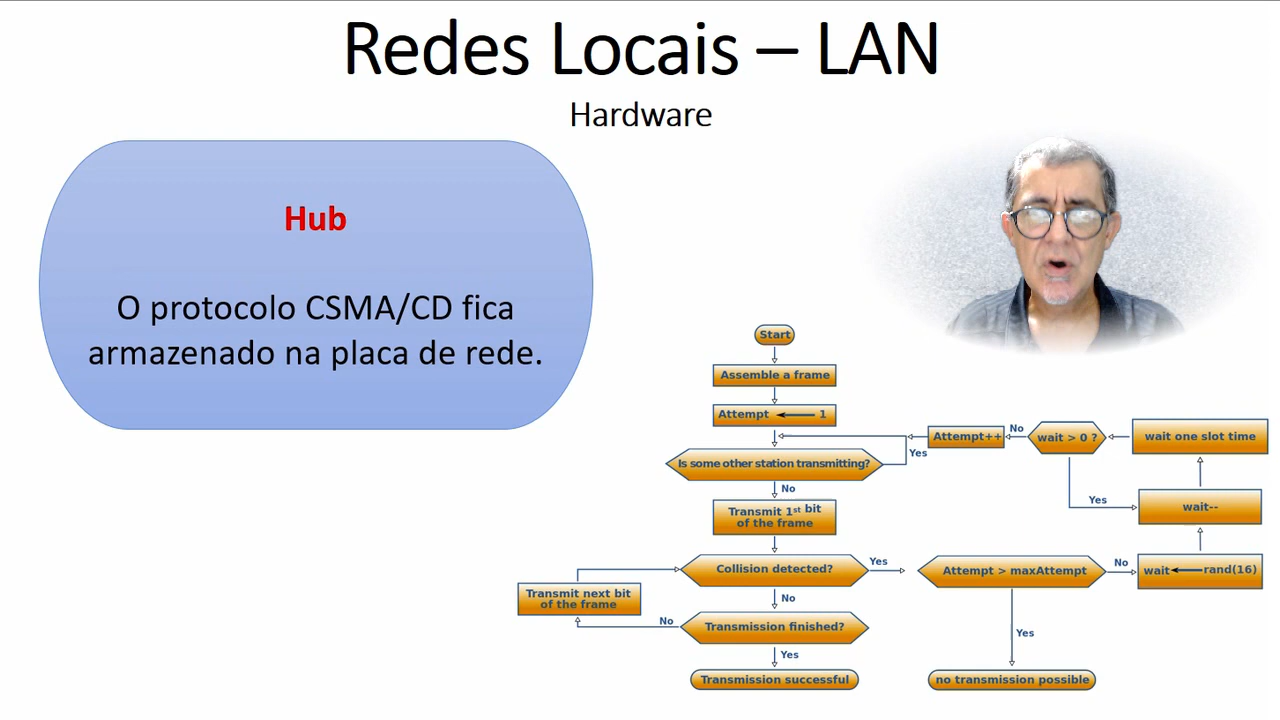 Redes Locais – LAN
Hardware
Hub
O protocolo CSMA/CD fica
armazenado na placa de rede.
Start
Assemble a frame
Attempt 1
Is some other station transmitting?
Yes
Attempt++
No
wait > 0 ?
wait one slot time
No
Yes
wait--
Transmit 1st bit
of the frame
Collision detected?
Yes
Attempt > maxAttempt
No
wait rand(16)
Transmit next bit
of the frame
No
No
Transmission finished?
Yes
Yes
Transmission successful
no transmission possible